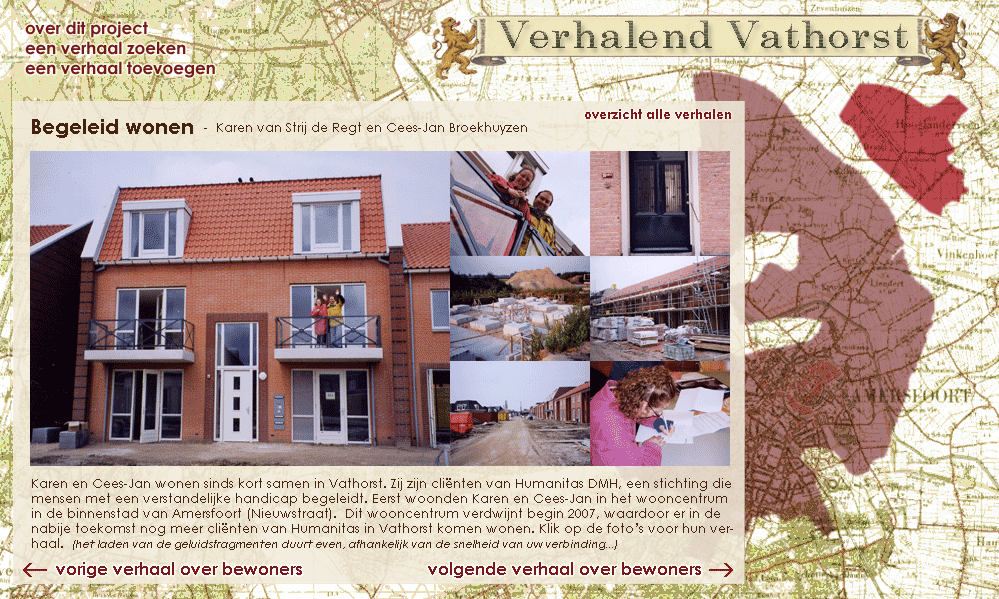 over dit project
een verhaal zoeken
een verhaal toevoegen
Verhalend Vathorst
overzicht alle verhalen
Begeleid wonen - Karen van Strij de Regt en Cees-Jan Broekhuyzen
AMERSFOORT
Karen en Cees-Jan wonen sinds kort samen in Vathorst. Zij zijn cliënten van Humanitas DMH, een stichting die
mensen met een verstandelijke handicap begeleidt. Eerst woonden Karen en Cees-Jan in het wooncentrum
in de binnenstad van Amersfoort (Nieuwstraat). Dit wooncentrum verdwijnt begin 2007, waardoor er in de
nabije toekomst nog meer cliënten van Humanitas in Vathorst komen wonen. Klik op de foto's voor hun ver-
haal. (het laden van de geluidsfragmenten duurt even, afhankelijk van de snelheid van uw verbinding...)
← vorige verhaal over bewoners
volgende verhaal over bewoners →